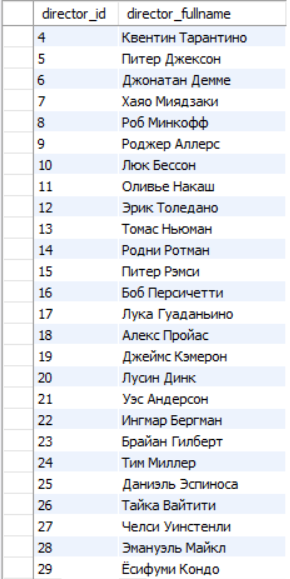 director_id director_fullname
4 Квентин Тарантино
5 Питер Джексон
6 Джонатан Демме
7 Хаяо Миядзаки
8 Роб Минкофф
9 Роджер Аллерс
10 Люк Бессон
11 Оливье Накаш
12 Эрик Толедано
13 Томас Ньюман
14 Родни Ротман
15 Питер Рэмси
16 Боб Персичетти
17 Лука Гуаданьино
18 Алекс Пройас
19 Джеймс Кэмерон
20 Лусин Динк
21 Уэс Андерсон
22 Ингмар Бергман
23 Брайан Гилберт
24 Тим Миллер
25 Даниэль Эспиноса
26 Тайка Вайтити
27 Челси Уинстенли
28 Эмануэль Майкл
29 Ёсифуми Кондо